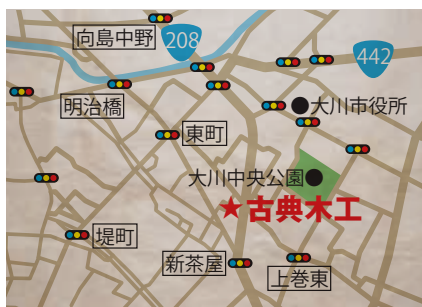 向島中野
208
442
明治橋
大川市役所
東町
大川中央公園
★古典木工
堤町
新茶屋
上巻東